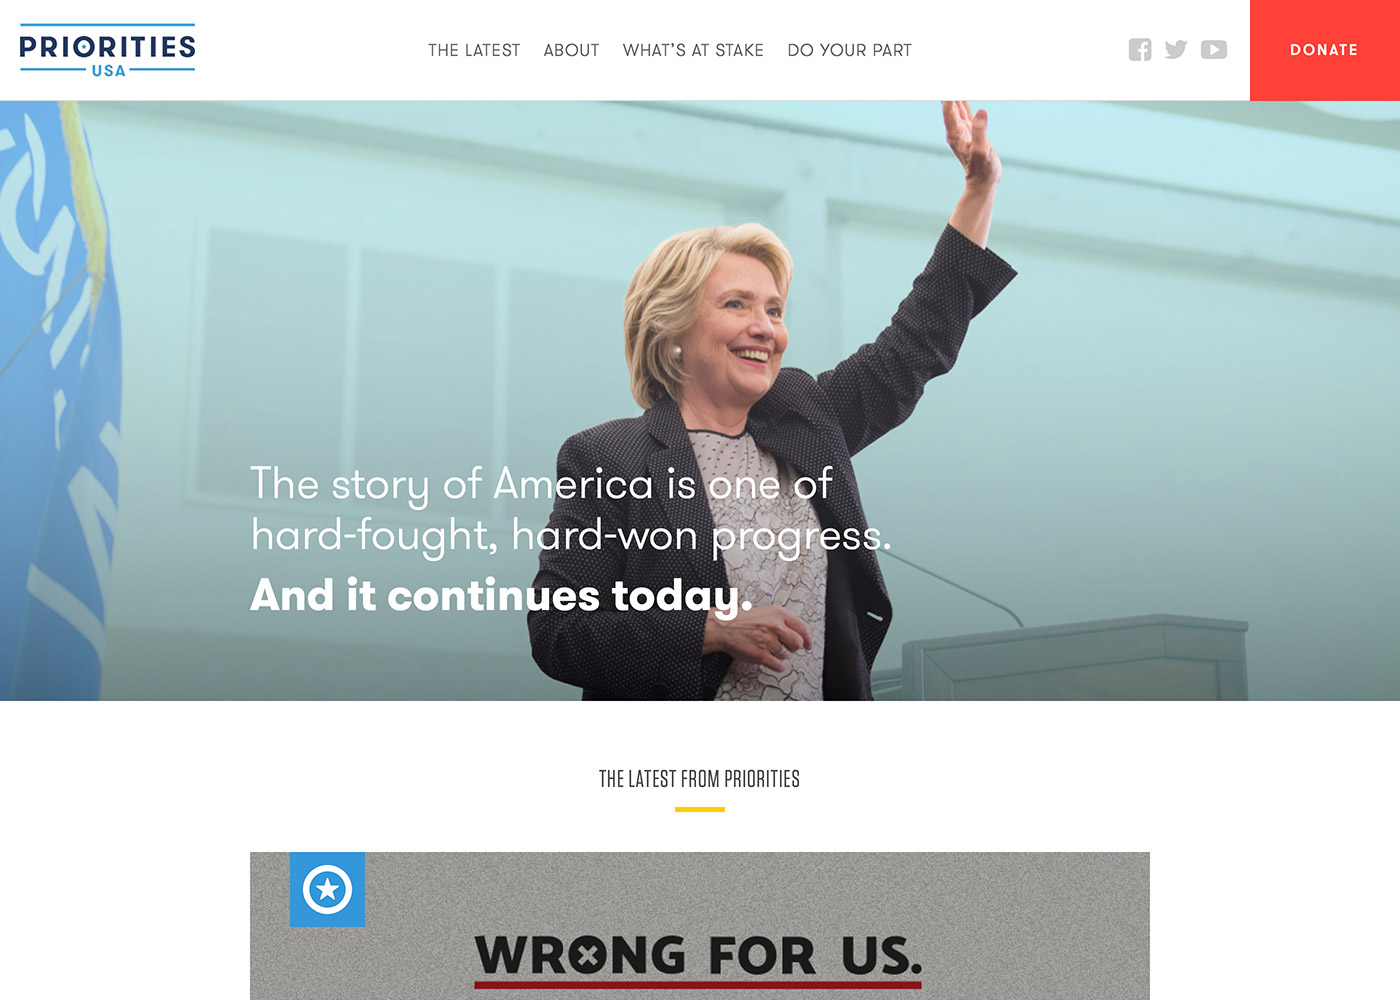 PRIORITIES
USA
THE LATEST
ABOUT
WHAT'S AT STAKE
DO YOUR PART
DONATE
The story of America is one of
hard-fought, hard-won progress.
And it continues today.
THE LATEST FROM PRIORITIES
WRONG FOR US.